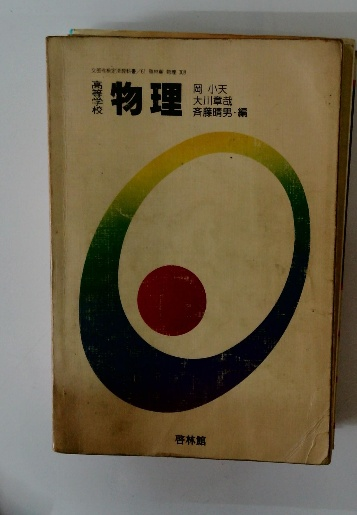 高等学校
物理
岡 小天
大川章哉
斉藤晴男・編
啓林館